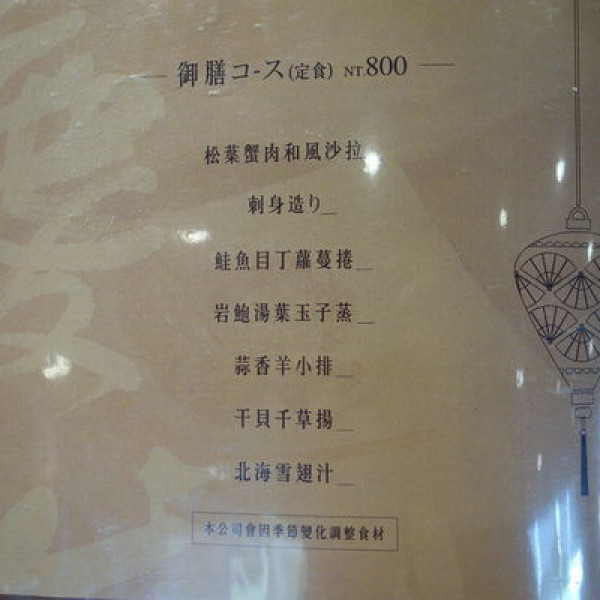 御膳コース(定食) NT.800
松葉蟹肉和風沙拉
刺身造り
鮭魚目丁蘿蔓捲
岩鮑湯葉玉子蒸
蒜香羊小排
干貝千草揚
北海雪翅汁
本公司會因季節變化調整食材